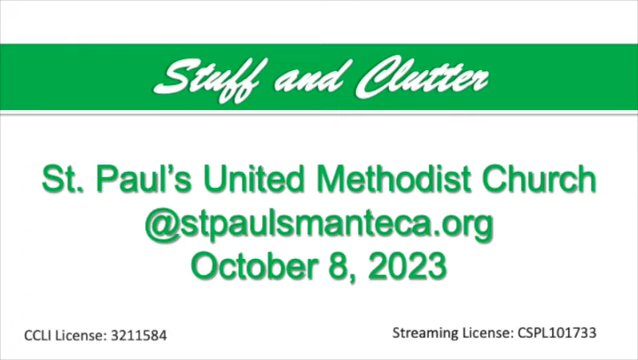 Stuff and Clutter
St. Paul's United Methodist Church
@stpaulsmanteca.org
October 8, 2023
CCLI License: 3211584
Streaming License: CSPL101733